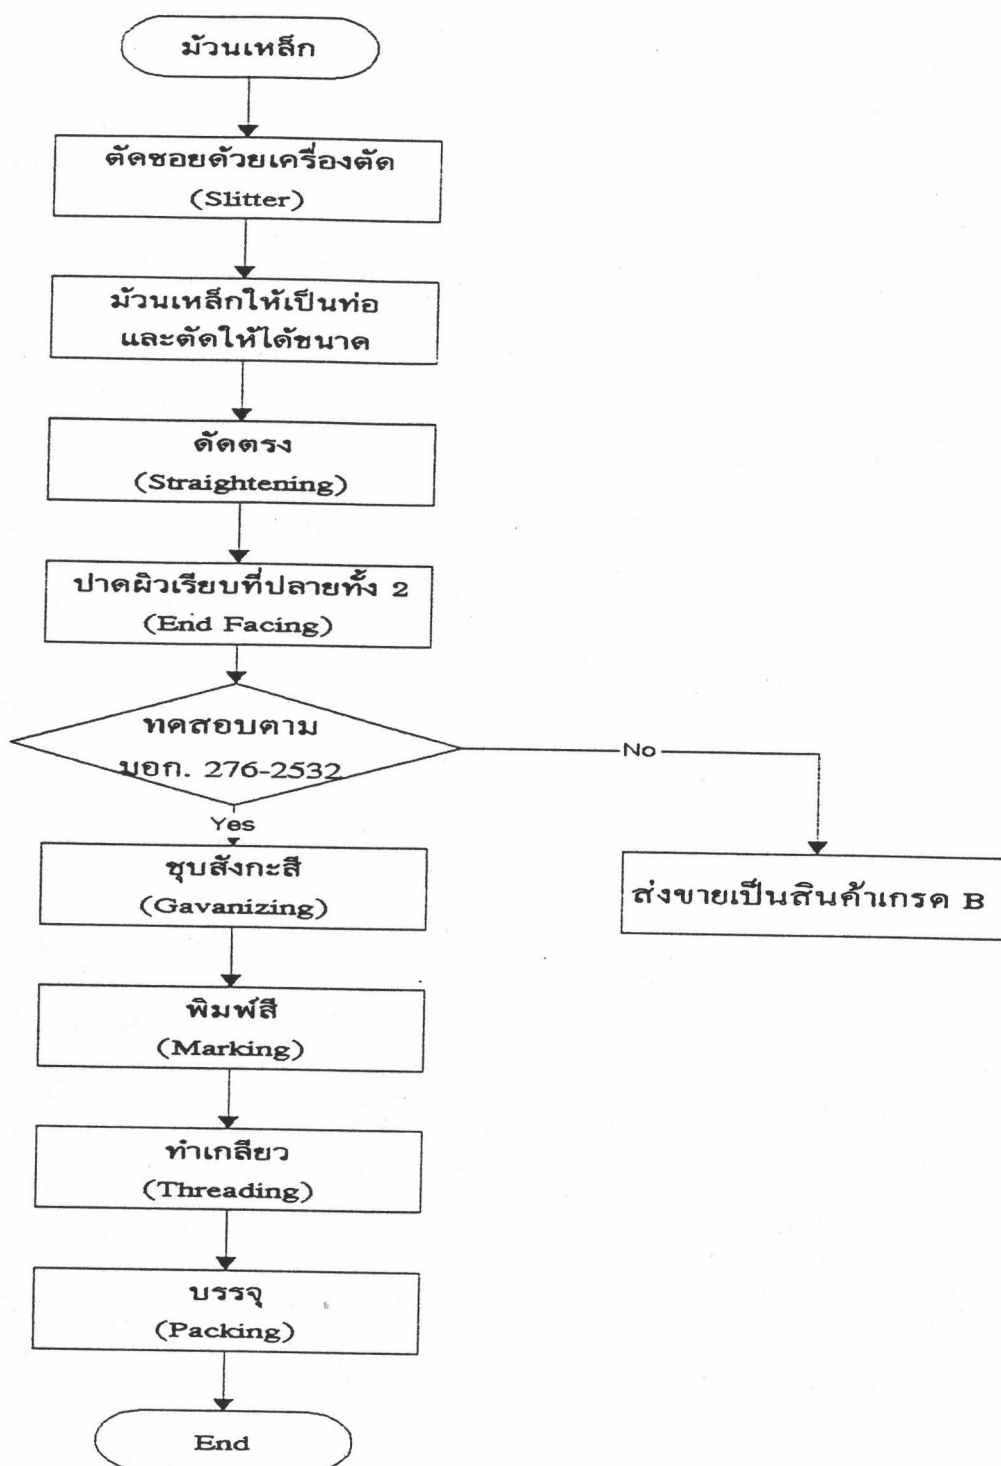 ม้วนเหล็ก
ตัดซอยด้วยเครื่องตัด
(Slitter)
ม้วนเหล็กให้เป็นท่อ
และตัดให้ได้ขนาด
ดัดตรง
(Straightening)
ปาดผิวเรียบที่ปลายทั้ง 2
(End Facing)
ทดสอบตาม
มอก. 276-2532
No
Yes
ชุบสังกะสี
(Gavanizing)
ส่งขายเป็นสินค้าเกรด B
พิมพ์สี
(Marking)
ทำเกลียว
(Threading)
บรรจุ
(Packing)
End